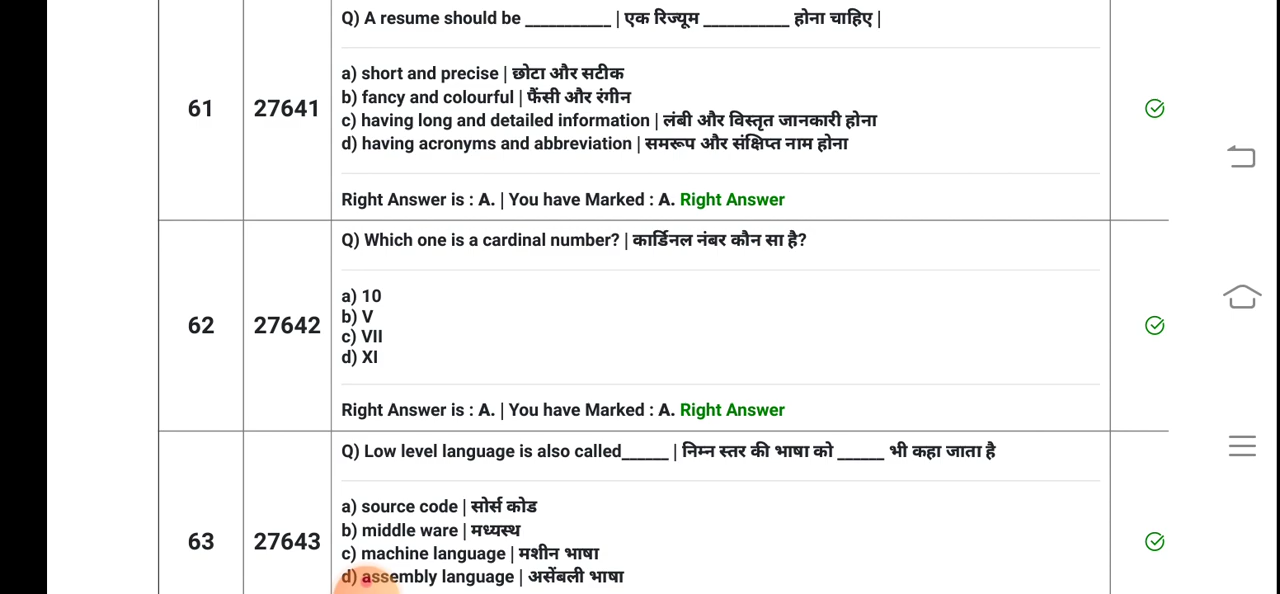 Q) A resume should be ___________ | एक रिज्यूम ___________ होना चाहिए |
a) short and precise | छोटा और सटीक
b) fancy and colourful | फैंसी और रंगीन
61 27641
c) having long and detailed information | लंबी और विस्तृत जानकारी होना
d) having acronyms and abbreviation | समरूप और संक्षिप्त नाम होना
Right Answer is : A. | You have Marked : A. Right Answer
Q) Which one is a cardinal number? | कार्डिनल नंबर कौन सा है?
a) 10
b) V
62 27642
c) VII
d) XI
Right Answer is : A. | You have Marked : A. Right Answer
Q) Low level language is also called______ | निम्न स्तर की भाषा को ______ भी कहा जाता है
a) source code | सोर्स कोड
b) middle ware | मध्यस्थ
63 27643
c) machine language | मशीन भाषा
d) assembly language | असेंबली भाषा